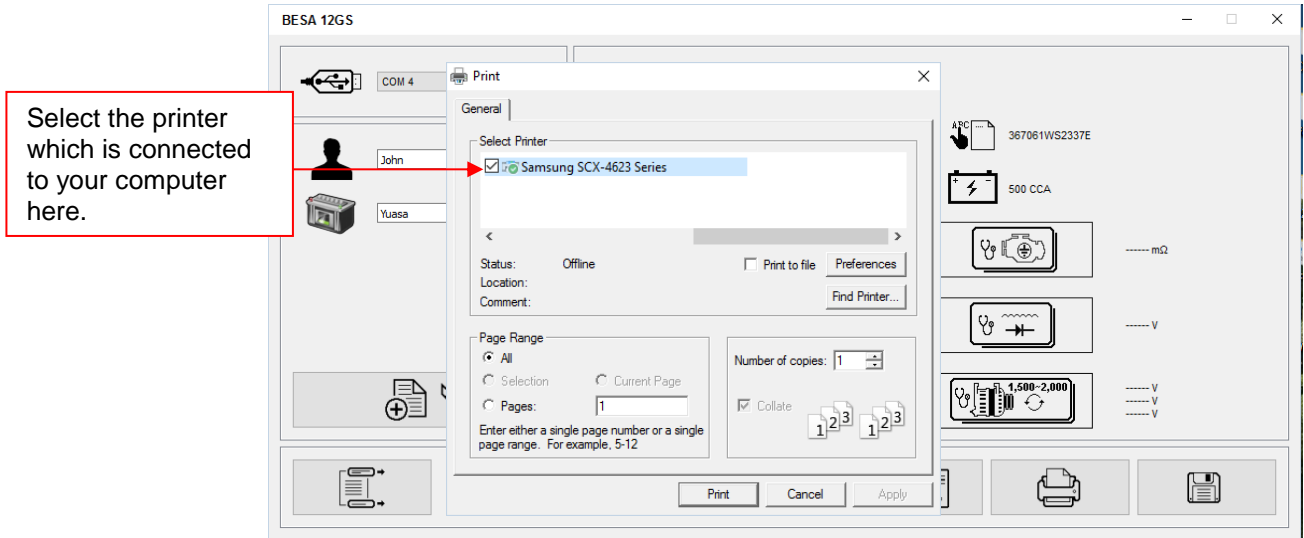 BESA 12GS
COM 4
Select the printer
which is connected
to your computer
here.
John
Yuasa
Print
General
Select Printer
Samsung SCX-4623 Series
Status: Offline
Location:
Comment:
Print to file
Preferences
Find Printer...
Page Range
All
Selection
Current Page
Pages: 1
Enter either a single page number or a single
page range. For example, 5-12
Number of copies: 1
Collate
1 2 3 1 2 3
Print Cancel Apply
ABC
367061WS2337E
+ -
500 CCA
------ mΩ
------ V
1,500~2,000
------ V
------ V
------ V